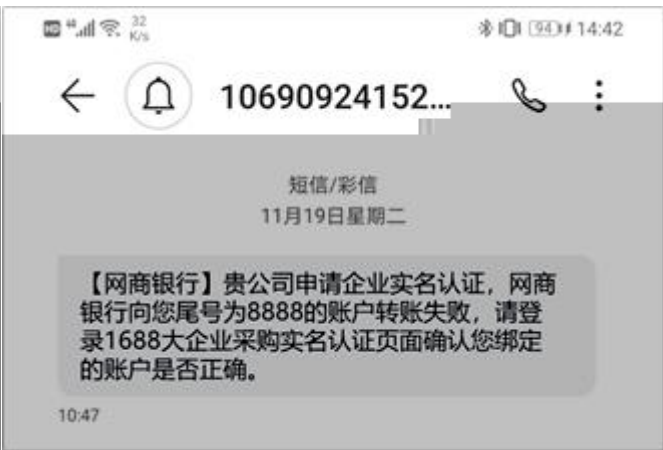 HD 46 32
K/s 94 14:42
10690924152...
短信/彩信
11月19日星期二
【网商银行】贵公司申请企业实名认证，网商
银行向您尾号为8888的账户转账失败，请登
录1688大企业采购实名认证页面确认您绑定
的账户是否正确。
10:47